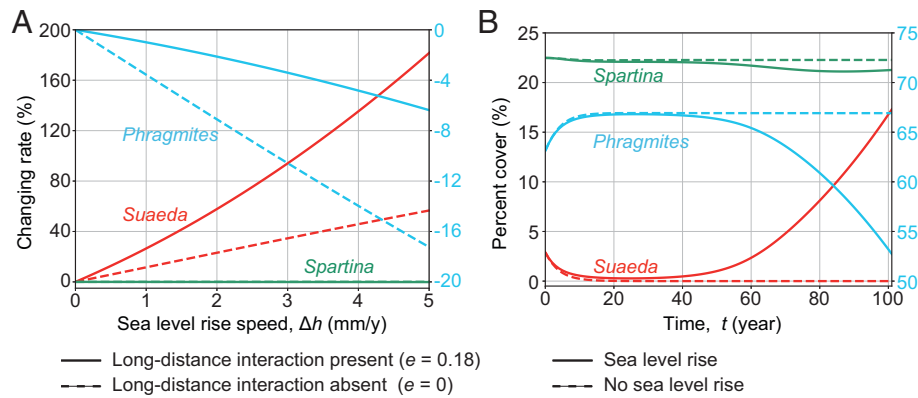 A
200
160
120
80
40
0
Changing rate (%)
0
-4
-8
-12
-16
-20
Phragmites
Suaeda
Spartina
0 1 2 3 4 5
Sea level rise speed, Δh (mm/y)
Long-distance interaction present (e = 0.18)
Long-distance interaction absent (e = 0)
B
25
20
15
10
5
0
Percent cover (%)
75
70
65
60
55
50
Spartina
Phragmites
Suaeda
0 20 40 60 80 100
Time, t (year)
Sea level rise
No sea level rise